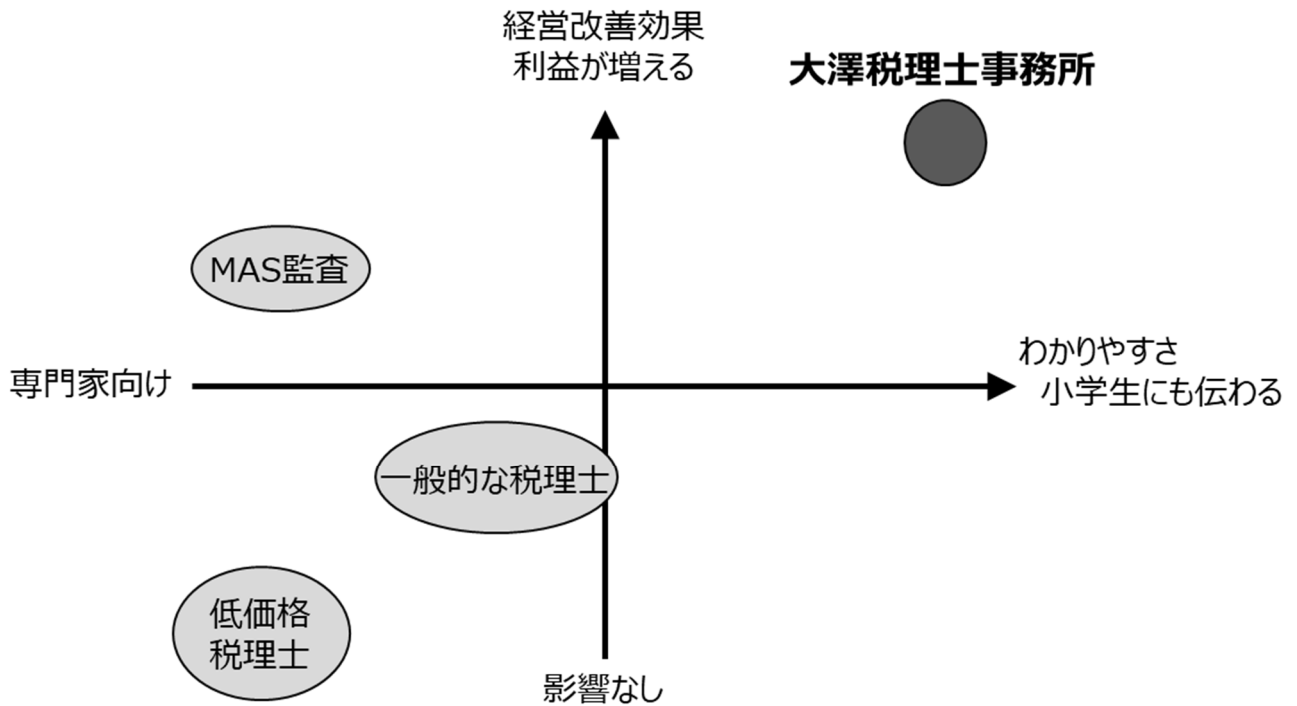 経営改善効果
利益が増える
大澤税理士事務所
MAS監査
専門家向け
わかりやすさ
小学生にも伝わる
一般的な税理士
低価格
税理士
影響なし